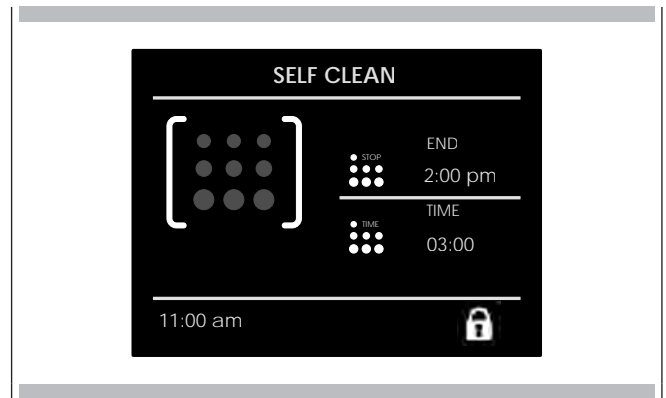 SELF CLEAN
STOP
END
2:00 pm
TIME
TIME
03:00
11:00 am